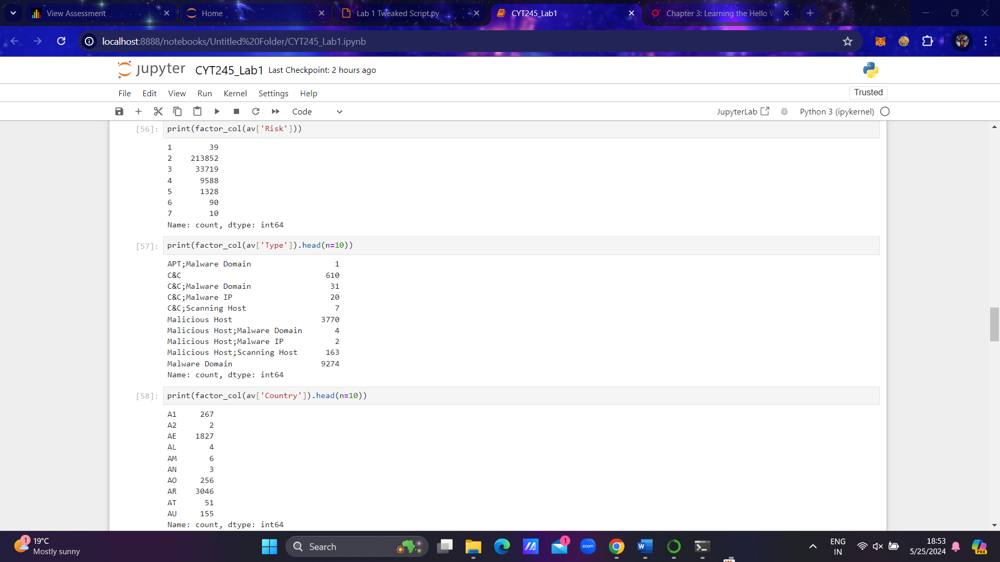 View Assessment
Home
Lab 1 Tweaked Script.py
CYT245_Lab1
Chapter 3: Learning the Hello W
localhost:8888/notebooks/Untitled%20Folder/CYT245_Lab1.ipynb
jupyter CYT245_Lab1 Last Checkpoint: 2 hours ago
File Edit View Run Kernel Settings Help
Trusted
Code
JupyterLab
Python 3 (ipykernel)
[56]: print(factor_col(av['Risk']))
1 39
2 213852
3 33719
4 9588
5 1328
6 90
7 10
Name: count, dtype: int64
[57]: print(factor_col(av['Type']).head(n=10))
APT;Malware Domain 1
C&C 610
C&C;Malware Domain 31
C&C;Malware IP 20
C&C;Scanning Host 7
Malicious Host 3770
Malicious Host;Malware Domain 4
Malicious Host;Malware IP 2
Malicious Host;Scanning Host 163
Malware Domain 9274
Name: count, dtype: int64
[58]: print(factor_col(av['Country']).head(n=10))
A1 267
A2 2
AE 1827
AL 4
AM 6
AN 3
AO 256
AR 3046
AT 51
AU 155
Name: count, dtype: int64
1
19°C
Mostly sunny
Search
1
zoom
W
ENG
IN
18:53
5/25/2024
PRE